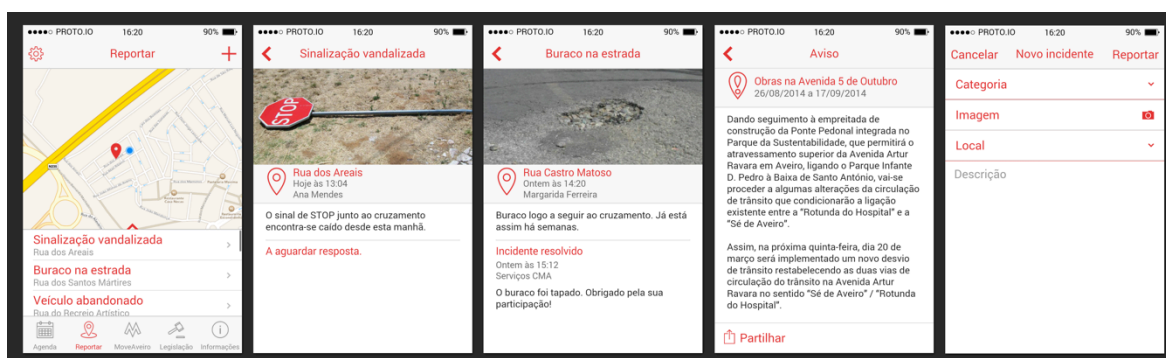 ●●●●○ PROTO.IO 16:20 90%
Reportar
Sinalização vandalizada
Rua dos Areais
Buraco na estrada
Rua dos Santos Mártires
Veículo abandonado
Rua do Recreio Artístico
Agenda Reportar MoveAveiro Legislação Informações
●●●●○ PROTO.IO 16:20 90%
Sinalização vandalizada
STOP
Rua dos Areais
Hoje às 13:04
Ana Mendes
O sinal de STOP junto ao cruzamento
encontra-se caído desde esta manhã.
A aguardar resposta.
●●●●○ PROTO.IO 16:20 90%
Buraco na estrada
Rua Castro Matoso
Ontem às 14:20
Margarida Ferreira
Buraco logo a seguir ao cruzamento. Já está
assim há semanas.
Incidente resolvido
Ontem às 15:12
Serviços CMA
O buraco foi tapado. Obrigado pela sua
participação!
●●●●○ PROTO.IO 16:20 90%
Aviso
Obras na Avenida 5 de Outubro
26/08/2014 a 17/09/2014
Dando seguimento à empreitada de
construção da Ponte Pedonal integrada no
Parque da Sustentabilidade, que permitirá o
atravessamento superior da Avenida Artur
Ravara em Aveiro, ligando o Parque Infante
D. Pedro à Baixa de Santo António, vai-se
proceder a algumas alterações da circulação
de trânsito que condicionarão a ligação
existente entre a "Rotunda do Hospital" e a
"Sé de Aveiro".
Assim, na próxima quinta-feira, dia 20 de
março será implementado um novo desvio
de trânsito restabelecendo as duas vias de
circulação do trânsito na Avenida Artur
Ravara no sentido "Sé de Aveiro" / "Rotunda
do Hospital".
Partilhar
●●●●○ PROTO.IO 16:20 90%
Cancelar Novo incidente Reportar
Categoria
Imagem
Local
Descrição